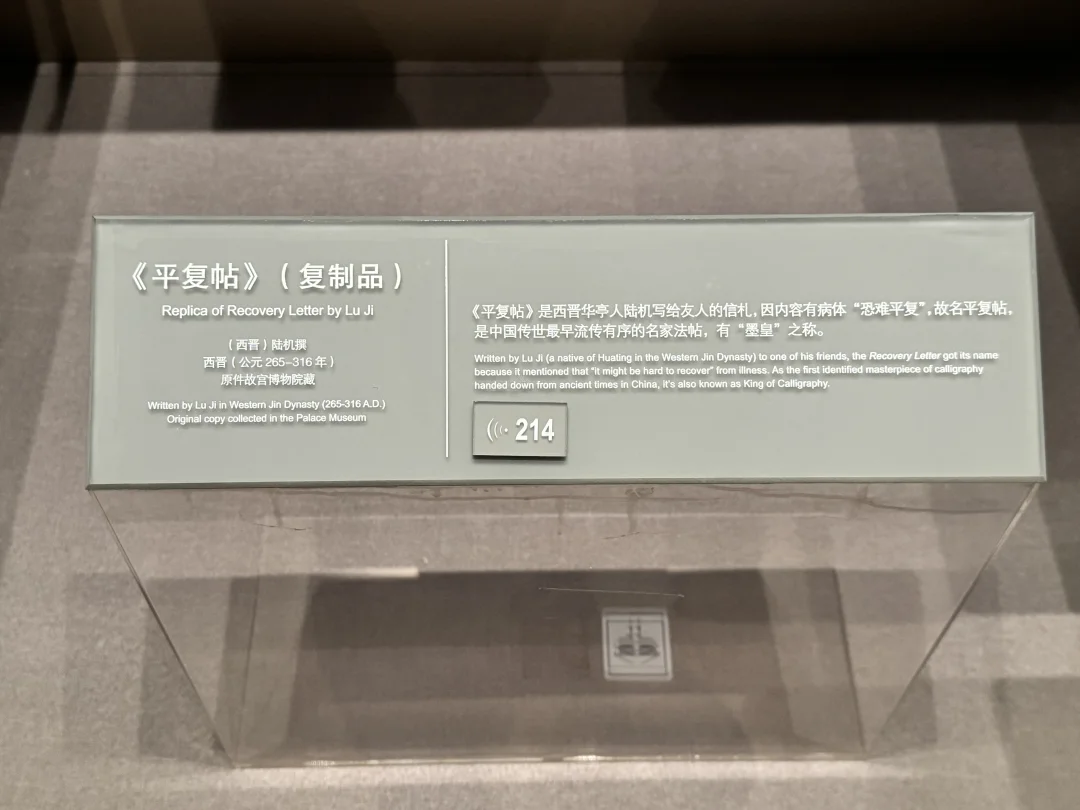 《平复帖》（复制品）
Replica of Recovery Letter by Lu Ji
（西晋）陆机撰
西晋（公元 265-316 年）
原件故宫博物院藏
Written by Lu Ji in Western Jin Dynasty (265-316 A.D.)
Original copy collected in the Palace Museum
《平复帖》是西晋华亭人陆机写给友人的信札，因内容有病体“恐难平复”，故名平复帖，
是中国传世最早流传有序的名家法帖，有“墨皇”之称。
Written by Lu Ji (a native of Huating in the Western Jin Dynasty) to one of his friends, the Recovery Letter got its name
because it mentioned that "it might be hard to recover" from illness. As the first identified masterpiece of calligraphy
handed down from ancient times in China, it's also known as King of Calligraphy.
214